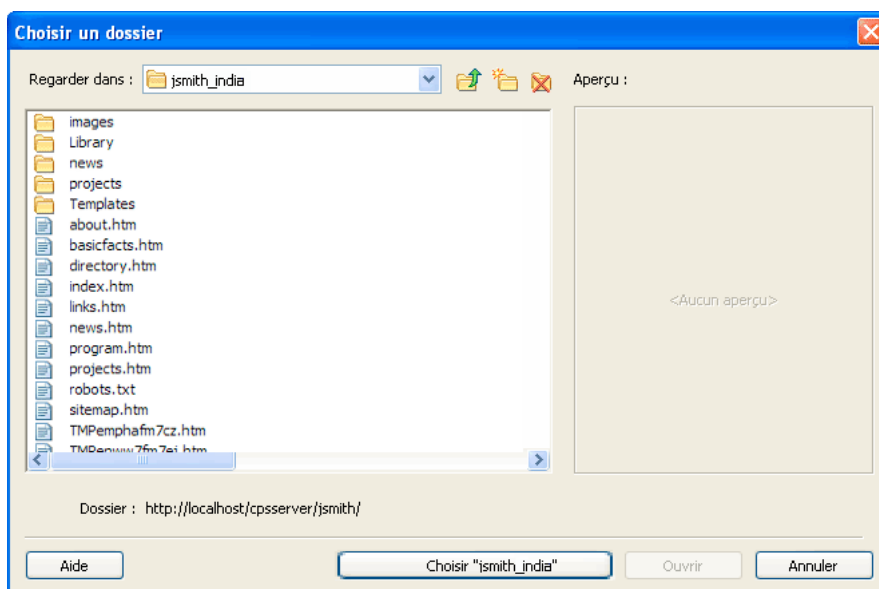 Choisir un dossier
Regarder dans : jsmith_india Aperçu :
images
Library
news
projects
Templates
about.htm
basicfacts.htm
directory.htm
index.htm
links.htm
news.htm
program.htm
projects.htm
robots.txt
sitemap.htm
TMPemphafm7cz.htm
<Aucun aperçu>
Dossier : http://localhost/cpsserver/jsmith/
Aide Choisir "jsmith_india" Ouvrir Annuler